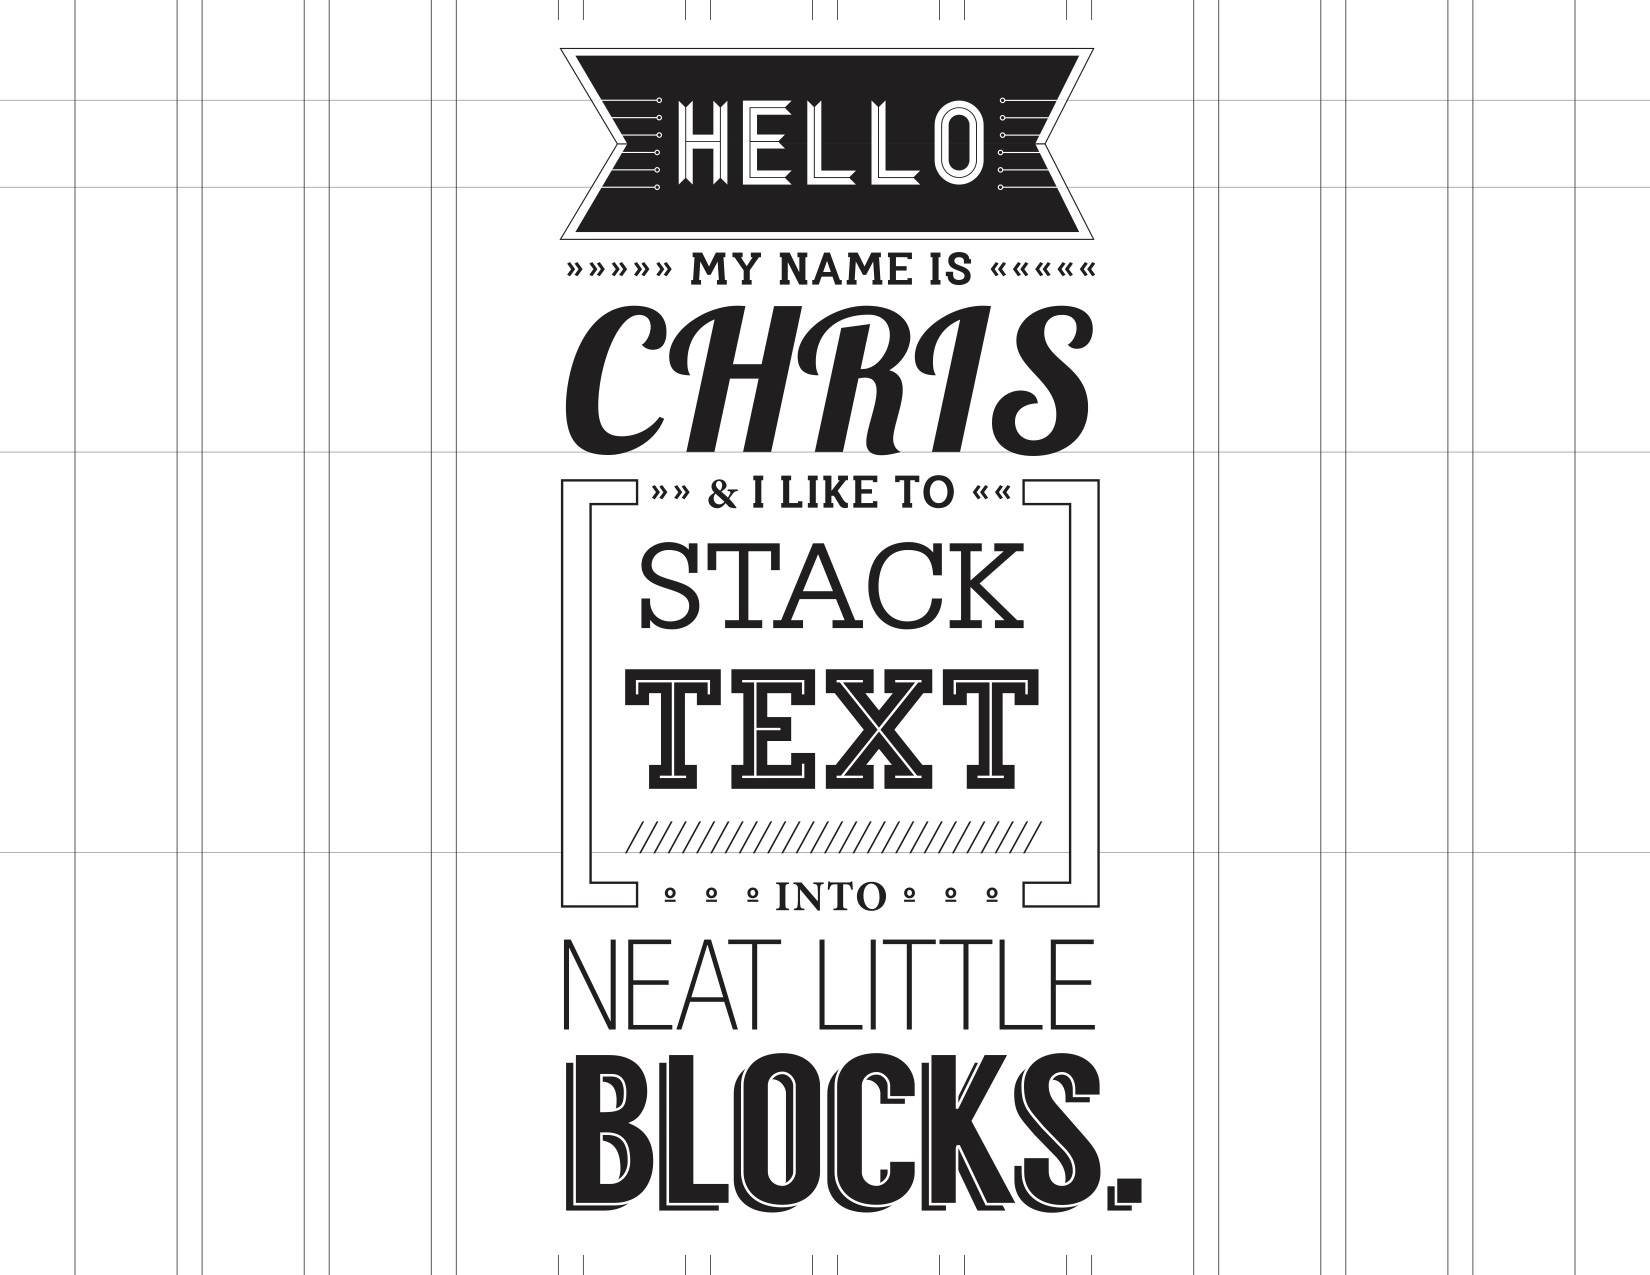 HELLO
»»»»» MY NAME IS «««««
CHRIS
»» & I LIKE TO ««
STACK
TEXT
INTO
NEAT LITTLE
BLOCKS.